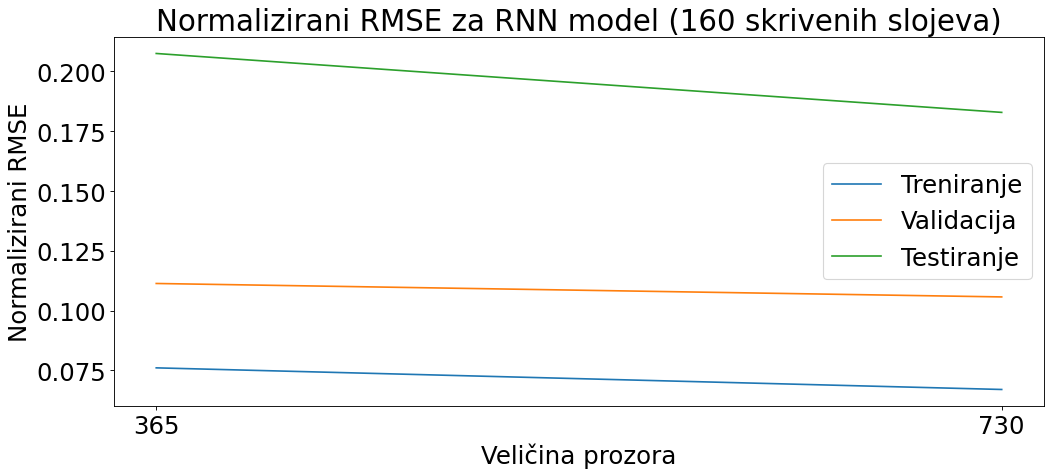 Normalizirani RMSE za RNN model (160 skrivenih slojeva)
Normalizirani RMSE
0.200
0.175
0.150
0.125
0.100
0.075
Treniranje
Validacija
Testiranje
365
730
Veličina prozora